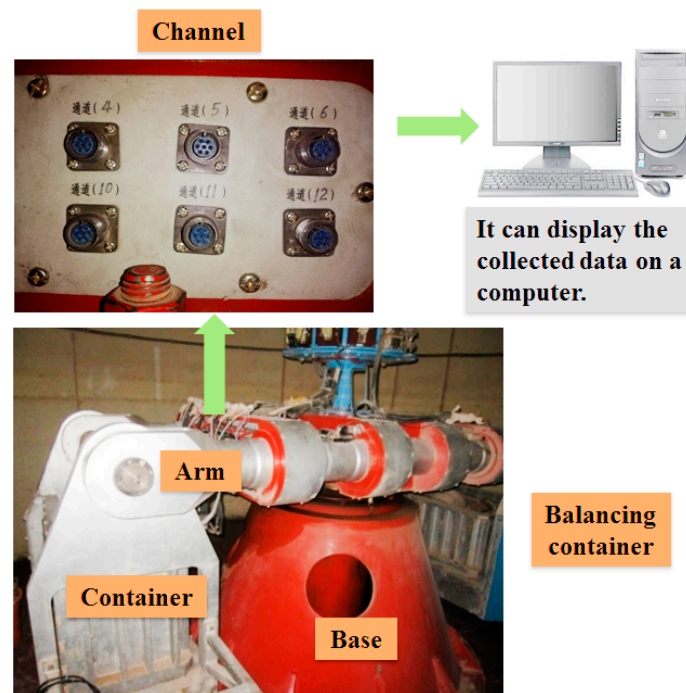 Channel
通道(4)
通道(5)
通道(6)
通道(10)
通道(11)
通道(12)
It can display the
collected data on a
computer.
Arm
Balancing
container
Container
Base